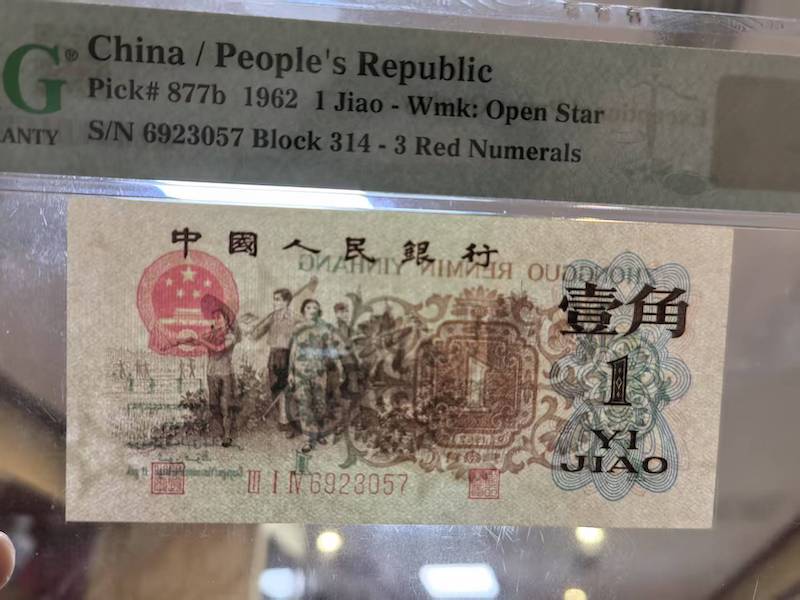 G®
ANTY
China / People's Republic
Pick# 877b 1962 1 Jiao - Wmk: Open Star
S/N 6923057 Block 314 - 3 Red Numerals
中國人民銀行
ZHONGGUO RENMIN YINHANG
壹角
1
1
YI
JIAO
III I IV 6923057